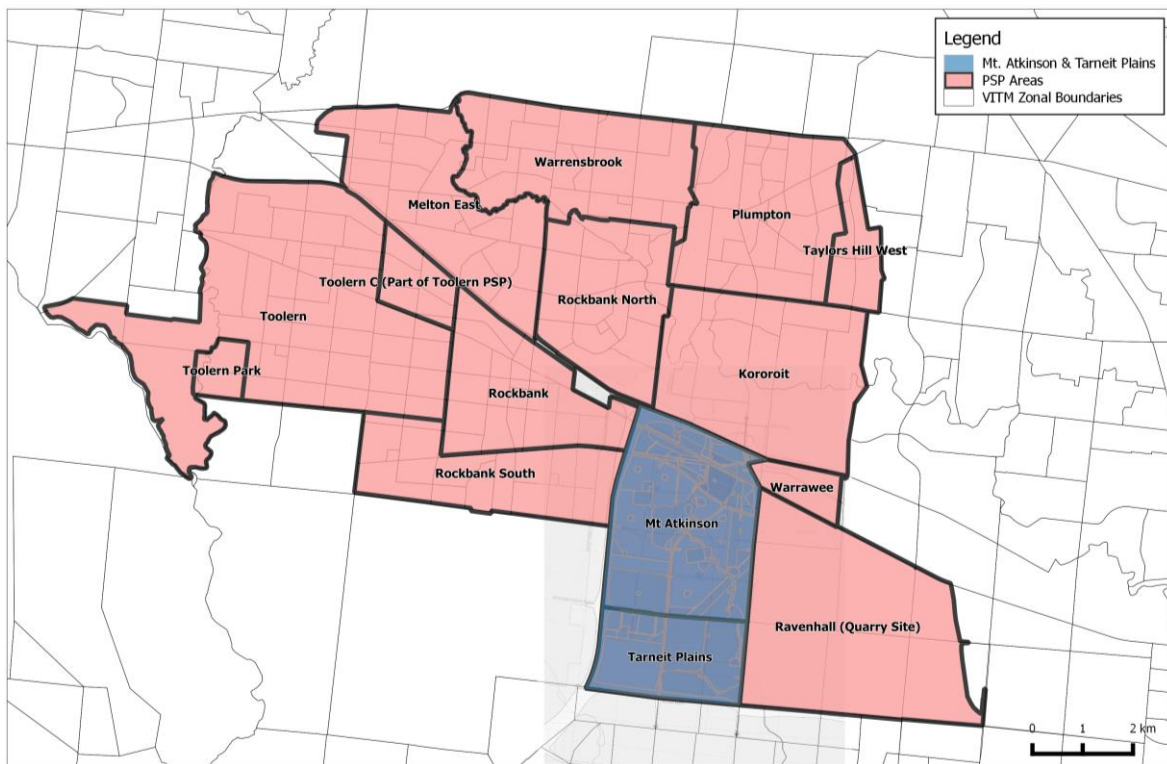 Legend
Mt. Atkinson & Tarneit Plains
PSP Areas
VITM Zonal Boundaries
Warrensbrook
Melton East
Plumpton
Taylors Hill West
Toolern C (Part of Toolern PSP)
Rockbank North
Toolern
Toolern Park
Kororoit
Rockbank
Rockbank South
Warrawee
Mt Atkinson
Ravenhall (Quarry Site)
Tarneit Plains
0 1 2 km